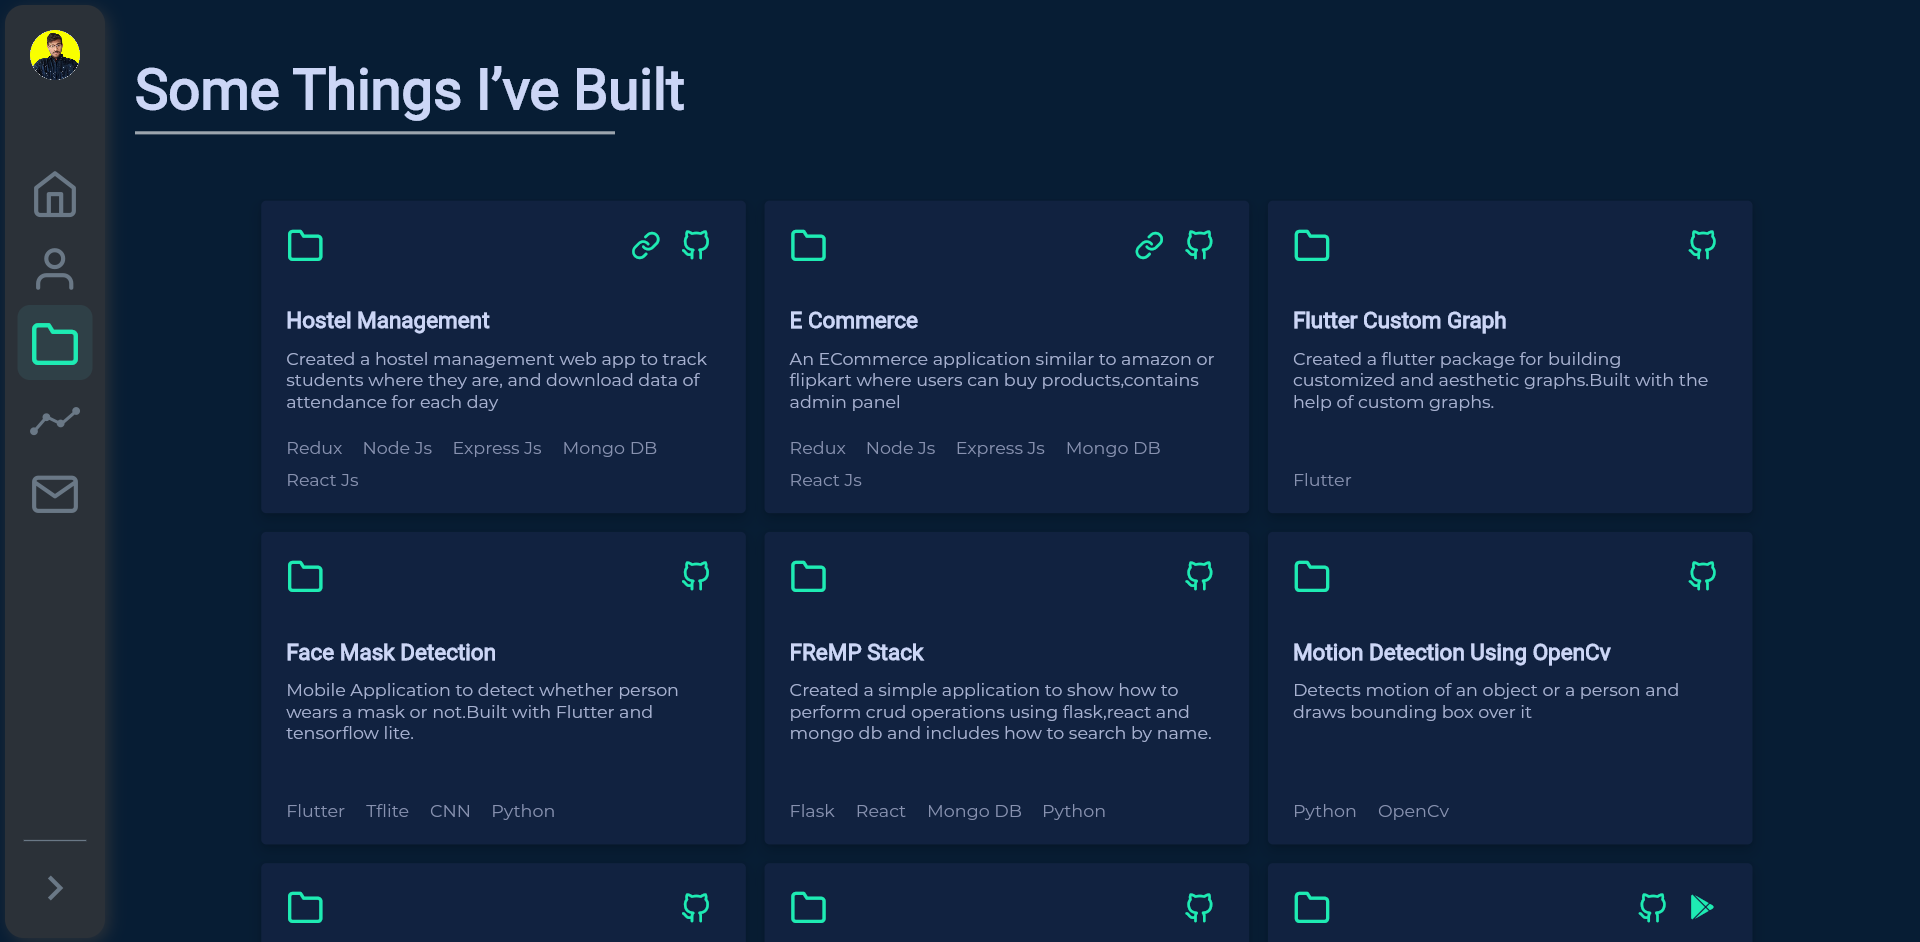 Some Things I’ve Built
Hostel Management
Created a hostel management web app to track
students where they are, and download data of
attendance for each day
Redux Node Js Express Js Mongo DB
React Js
E Commerce
An ECommerce application similar to amazon or
flipkart where users can buy products,contains
admin panel
Redux Node Js Express Js Mongo DB
React Js
Flutter Custom Graph
Created a flutter package for building
customized and aesthetic graphs.Built with the
help of custom graphs.
Flutter
Face Mask Detection
Mobile Application to detect whether person
wears a mask or not.Built with Flutter and
tensorflow lite.
Flutter Tflite CNN Python
FReMP Stack
Created a simple application to show how to
perform crud operations using flask,react and
mongo db and includes how to search by name.
Flask React Mongo DB Python
Motion Detection Using OpenCv
Detects motion of an object or a person and
draws bounding box over it
Python OpenCv